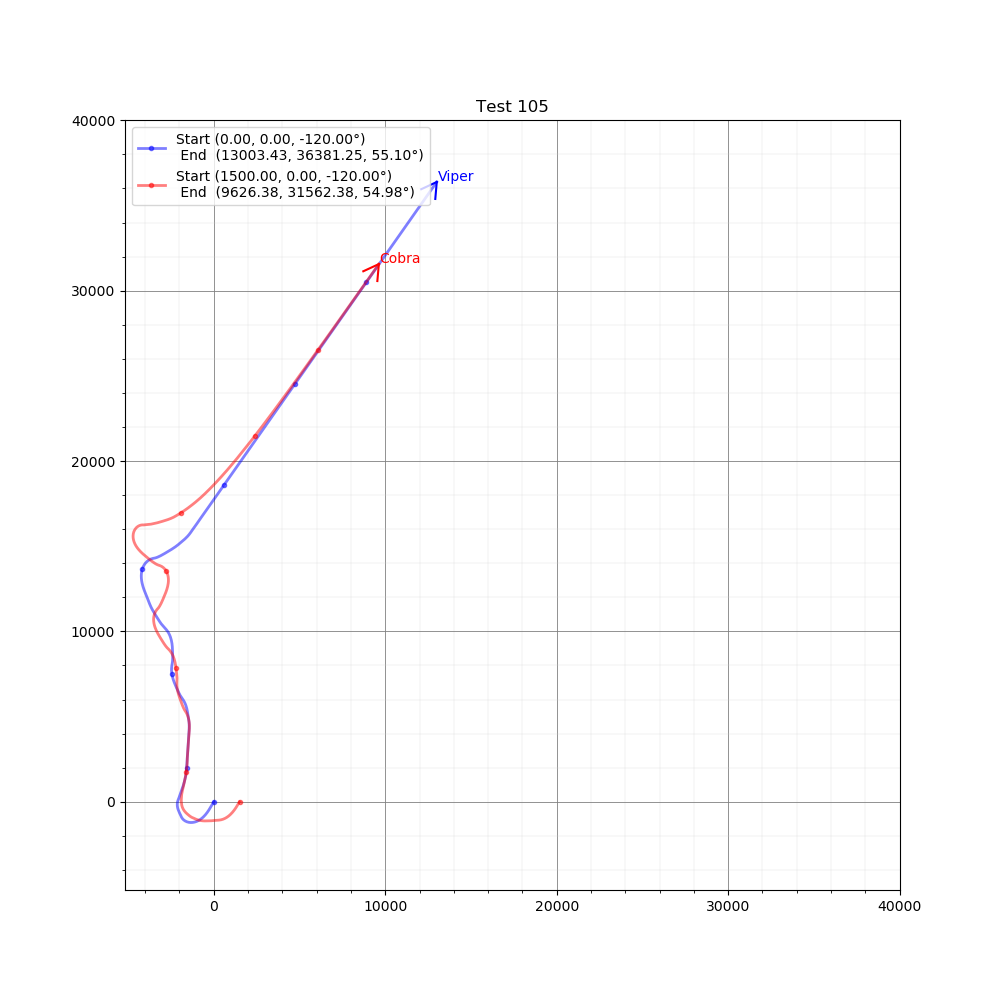 Test 105
40000
Start (0.00, 0.00, -120.00°)
End (13003.43, 36381.25, 55.10°)
Start (1500.00, 0.00, -120.00°)
End (9626.38, 31562.38, 54.98°)
Viper
Cobra
30000
20000
10000
0
0
10000
20000
30000
40000